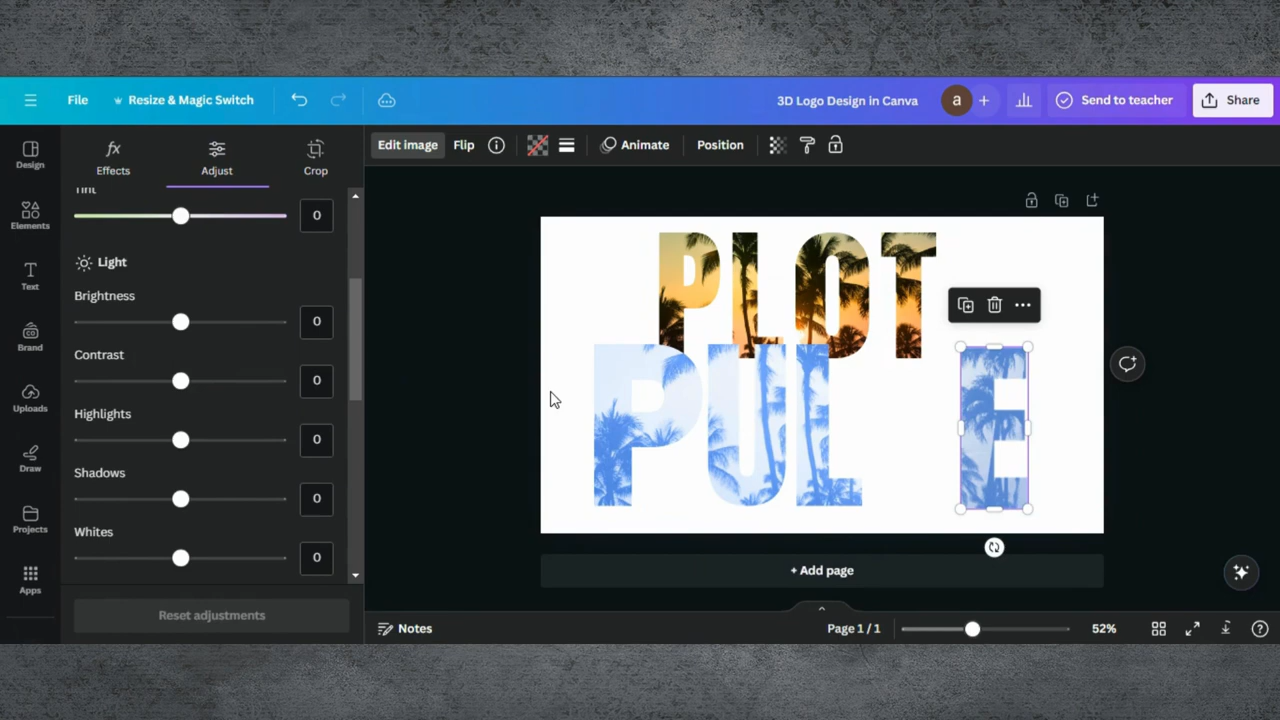 File
Resize & Magic Switch
3D Logo Design in Canva
a
Send to teacher
Share
Design
Elements
Text
Brand
Uploads
Draw
Projects
Apps
fx
Effects
Adjust
Crop
Tint
0
Light
Brightness
0
Contrast
0
Highlights
0
Shadows
0
Whites
0
Reset adjustments
Edit image
Flip
Animate
Position
PLOT
PUL E
+ Add page
Notes
Page 1 / 1
52%